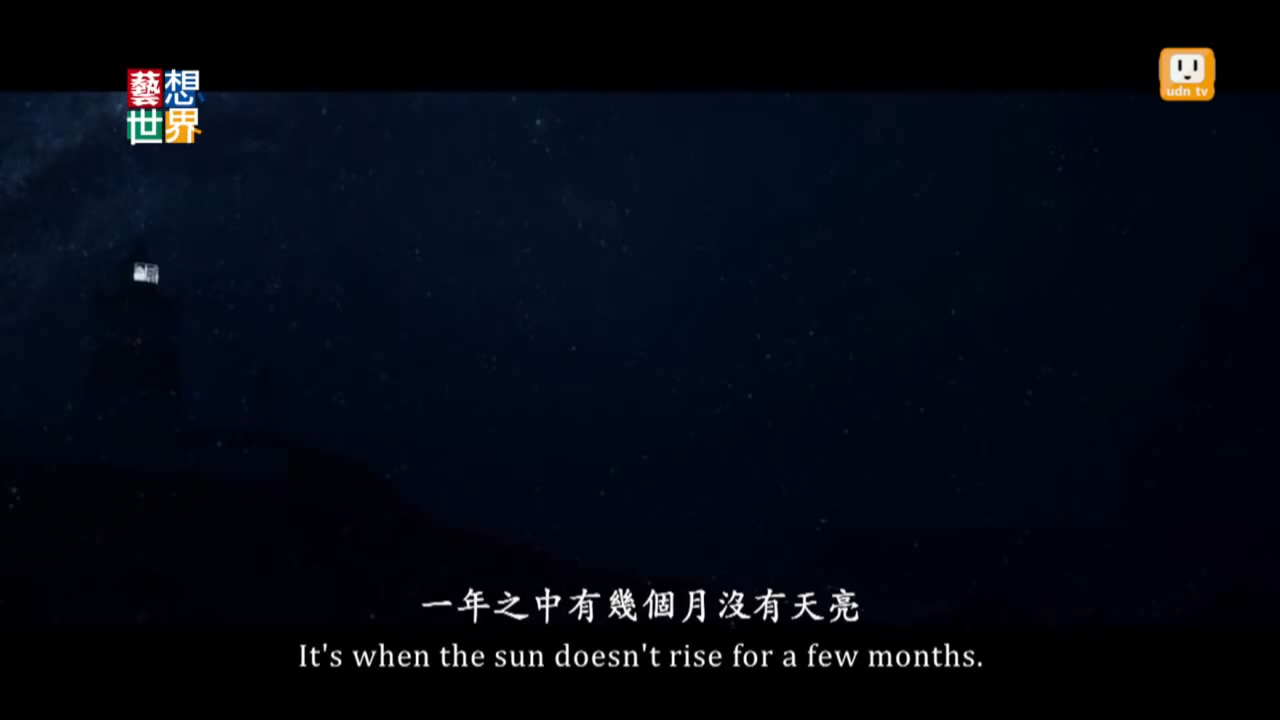 藝想
世界
udn tv
一年之中有幾個月沒有天亮
It's when the sun doesn't rise for a few months.